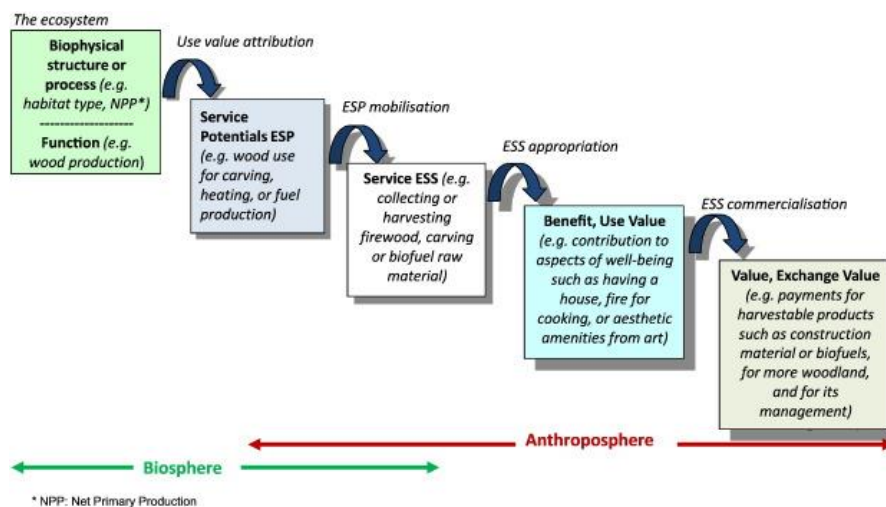 The ecosystem
Biophysical
structure or
process (e.g.
habitat type, NPP*)
-------------------
Function (e.g.
wood production)
Use value attribution
Service
Potentials ESP
(e.g. wood use
for carving,
heating, or fuel
production)
ESP mobilisation
Service ESS (e.g.
collecting or
harvesting
firewood, carving
or biofuel raw
material)
ESS appropriation
Benefit, Use Value
(e.g. contribution to
aspects of well-being
such as having a
house, fire for
cooking, or aesthetic
amenities from art)
ESS commercialisation
Value, Exchange Value
(e.g. payments for
harvestable products
such as construction
material or biofuels,
for more woodland,
and for its
management)
Anthroposphere
Biosphere
* NPP: Net Primary Production